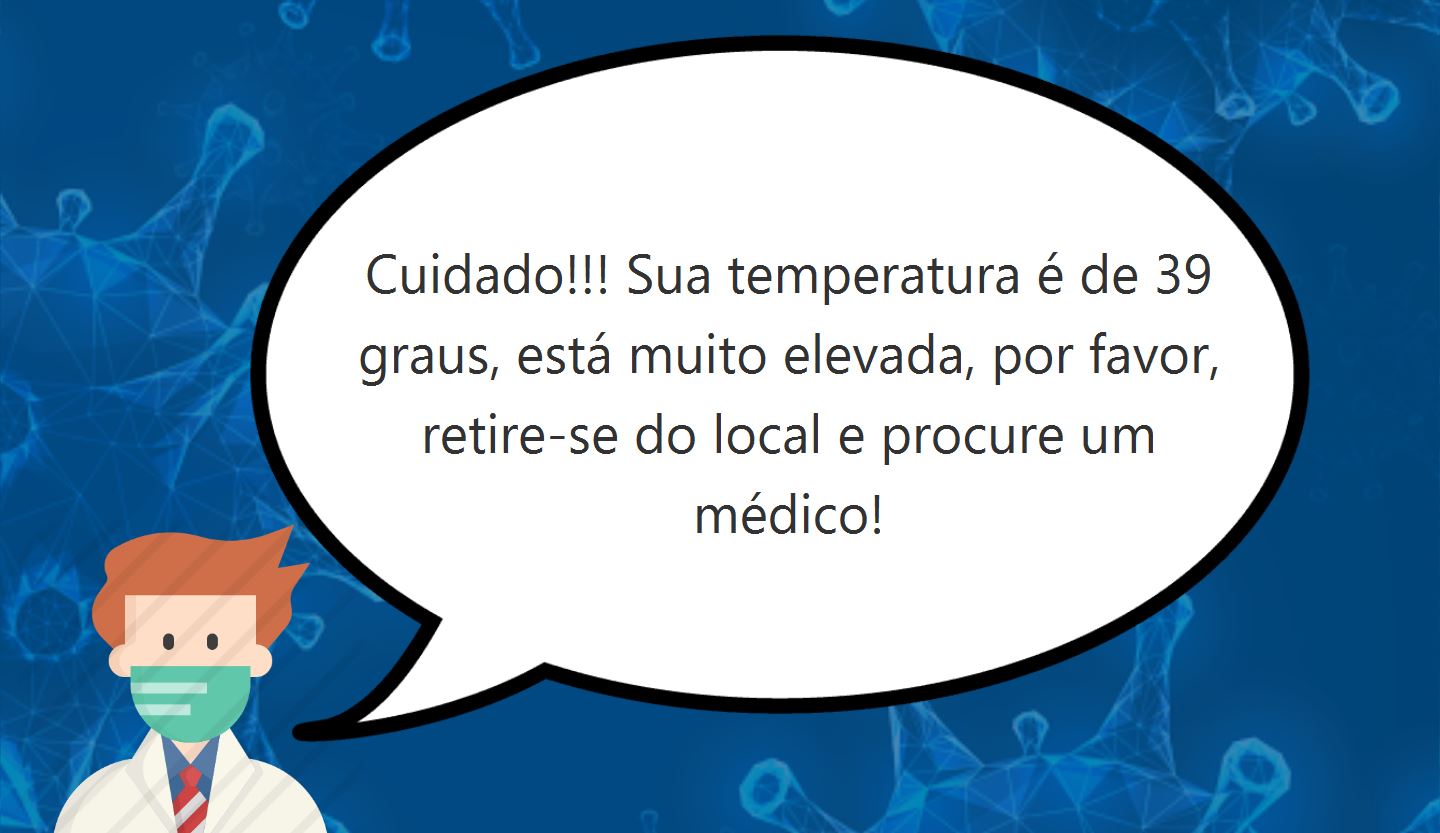 Cuidado!!! Sua temperatura é de 39
graus, está muito elevada, por favor,
retire-se do local e procure um
médico!